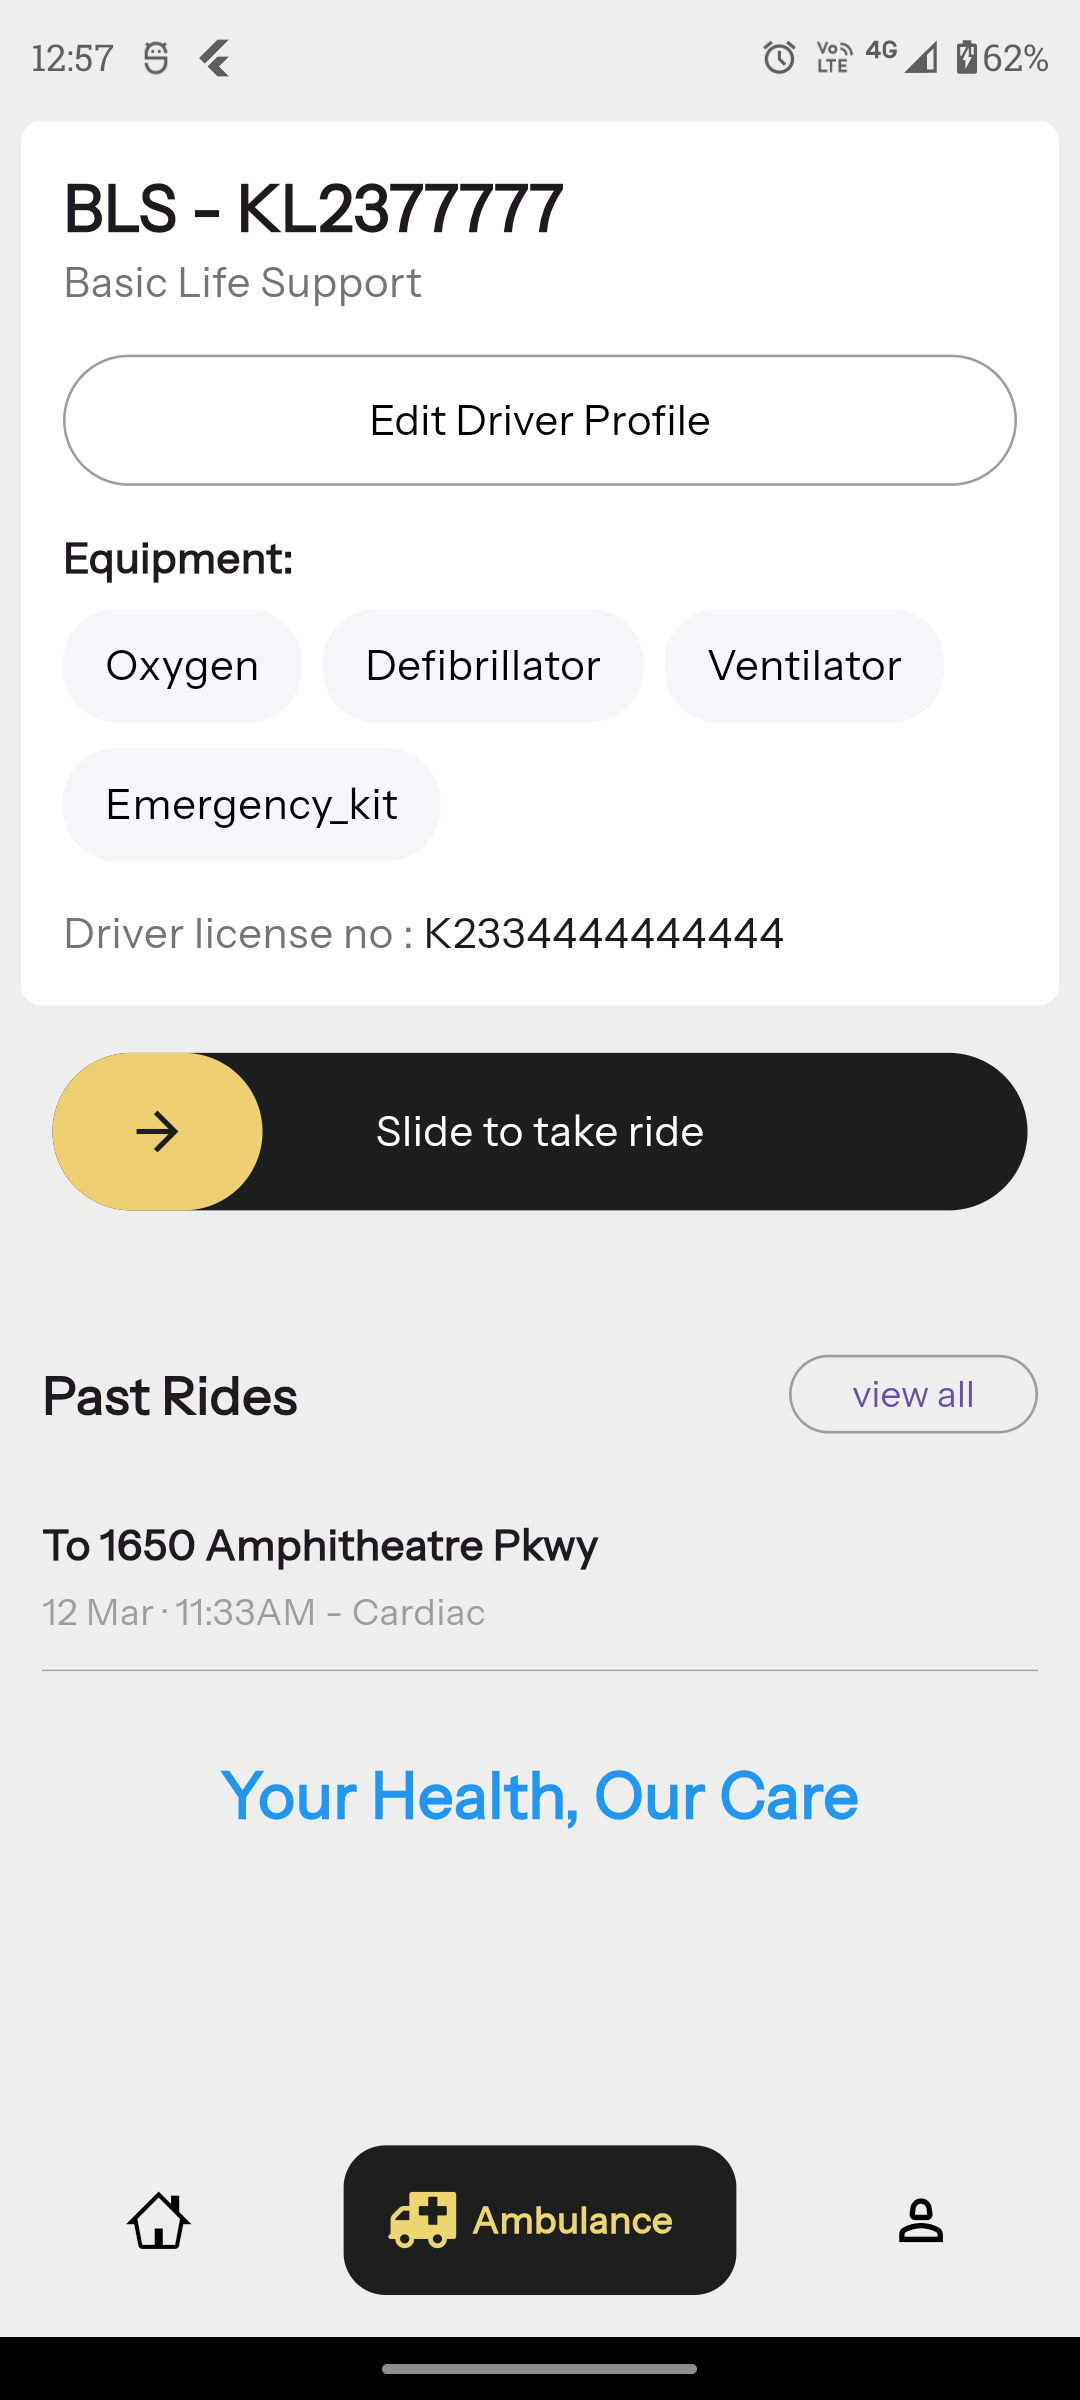 12:57 VoLTE 4G 62%
BLS - KL2377777
Basic Life Support
Edit Driver Profile
Equipment:
Oxygen Defibrillator Ventilator
Emergency_kit
Driver license no : K2334444444444
Slide to take ride
Past Rides view all
To 1650 Amphitheatre Pkwy
12 Mar · 11:33AM - Cardiac
Your Health, Our Care
Ambulance